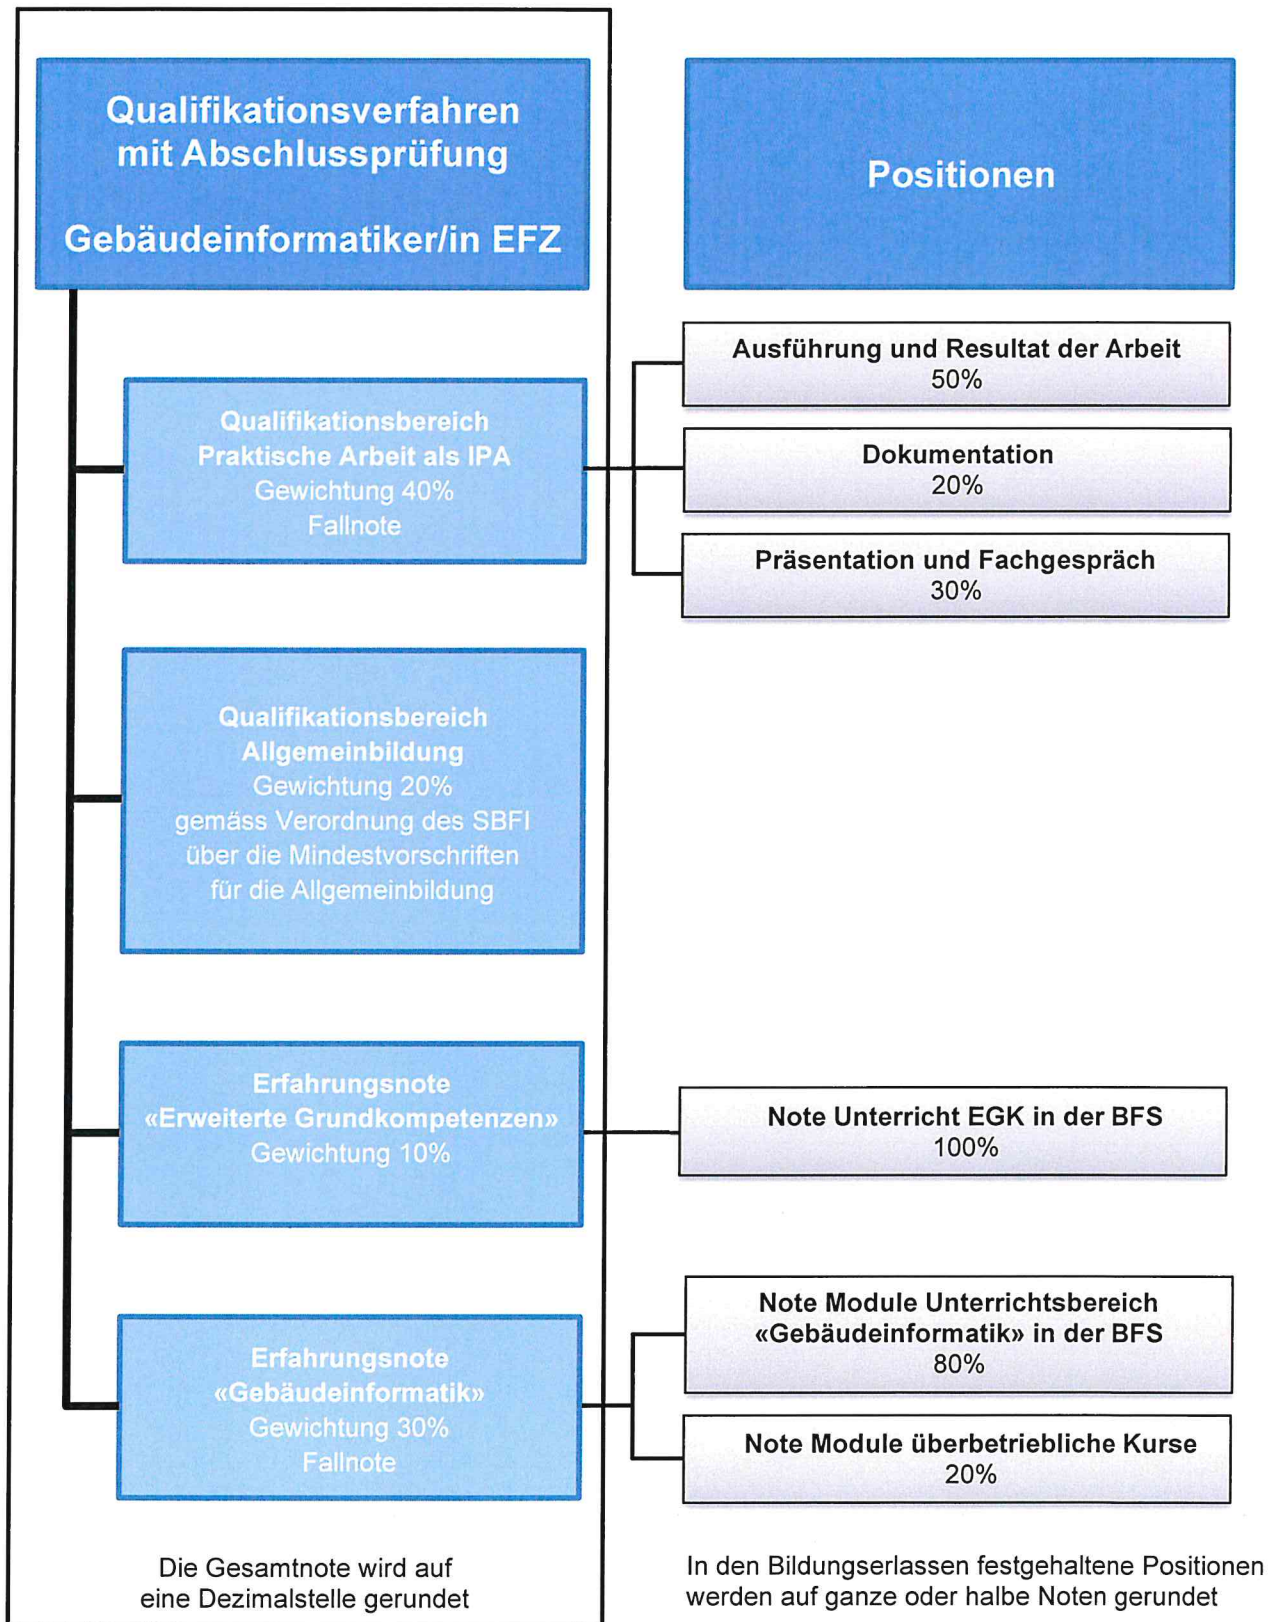 Qualifikationsverfahren
mit Abschlussprüfung
Gebäudeinformatiker/in EFZ
Positionen
Qualifikationsbereich
Praktische Arbeit als IPA
Gewichtung 40%
Fallnote
Ausführung und Resultat der Arbeit
50%
Dokumentation
20%
Präsentation und Fachgespräch
30%
Qualifikationsbereich
Allgemeinbildung
Gewichtung 20%
gemäss Verordnung des SBFI
über die Mindestvorschriften
für die Allgemeinbildung
Erfahrungsnote
«Erweiterte Grundkompetenzen»
Gewichtung 10%
Note Unterricht EGK in der BFS
100%
Erfahrungsnote
«Gebäudeinformatik»
Gewichtung 30%
Fallnote
Note Module Unterrichtsbereich
«Gebäudeinformatik» in der BFS
80%
Note Module überbetriebliche Kurse
20%
Die Gesamtnote wird auf
eine Dezimalstelle gerundet
In den Bildungserlassen festgehaltene Positionen
werden auf ganze oder halbe Noten gerundet